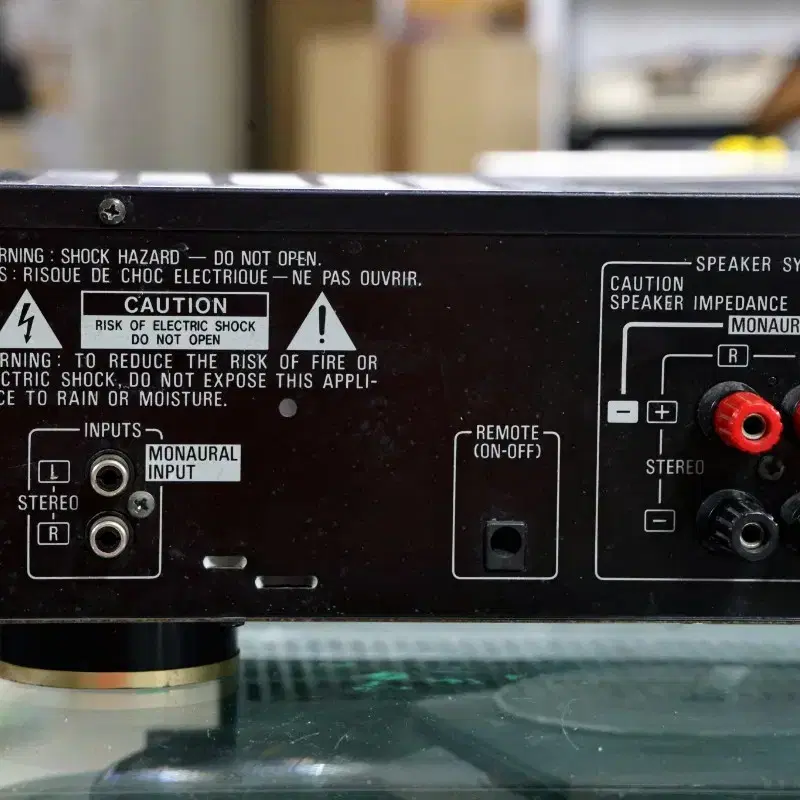 RNING : SHOCK HAZARD — DO NOT OPEN.
S : RISQUE DE CHOC ELECTRIQUE — NE PAS OUVRIR.
CAUTION
RISK OF ELECTRIC SHOCK
DO NOT OPEN
RNING : TO REDUCE THE RISK OF FIRE OR
CTRIC SHOCK, DO NOT EXPOSE THIS APPLI-
CE TO RAIN OR MOISTURE.
INPUTS
MONAURAL
INPUT
L
STEREO
R
REMOTE
(ON-OFF)
SPEAKER SY
CAUTION
SPEAKER IMPEDANCE
MONAUR
R
− +
STEREO
−